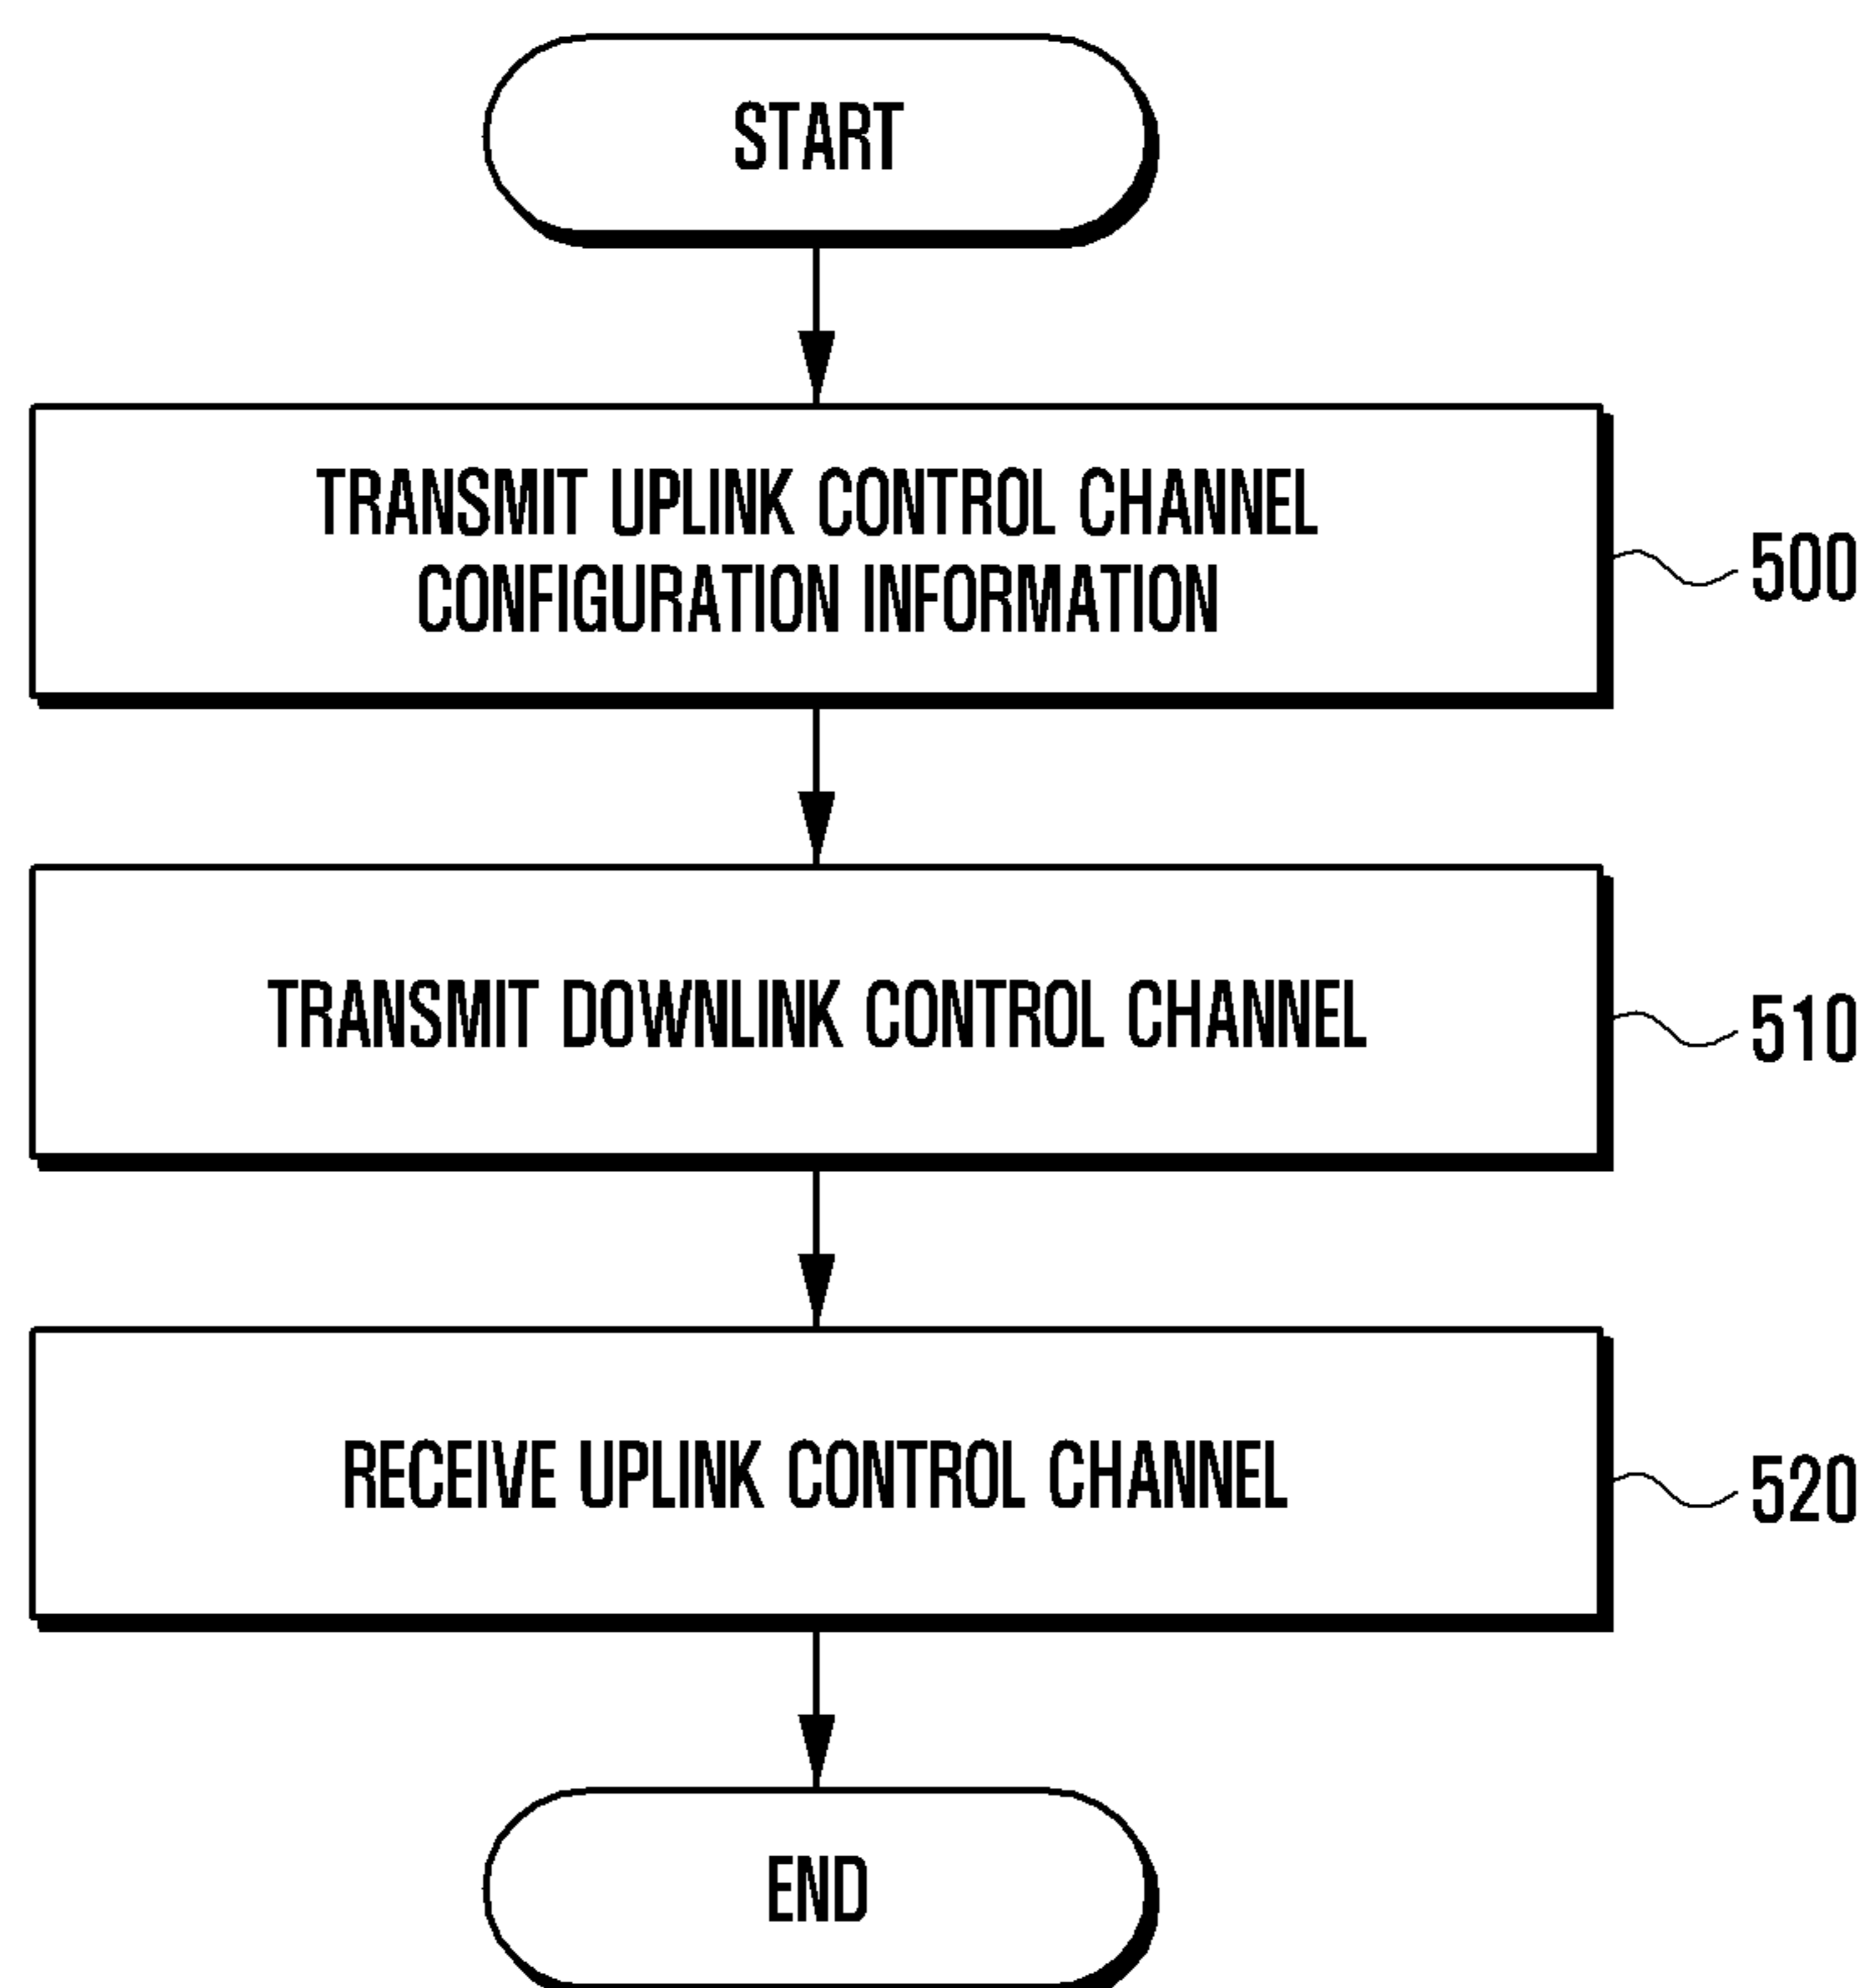 START
TRANSMIT UPLINK CONTROL CHANNEL
CONFIGURATION INFORMATION
500
TRANSMIT DOWNLINK CONTROL CHANNEL
510
RECEIVE UPLINK CONTROL CHANNEL
520
END